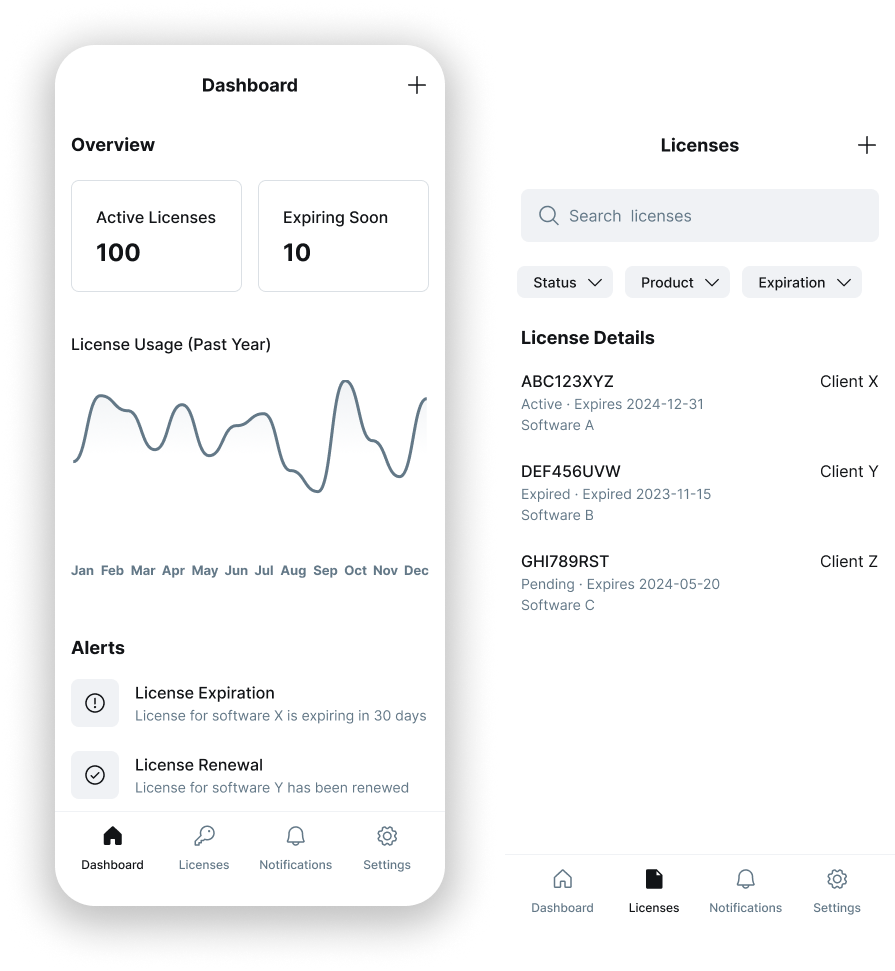 Dashboard
Overview
Active Licenses
100
Expiring Soon
10
License Usage (Past Year)
Jan Feb Mar Apr May Jun Jul Aug Sep Oct Nov Dec
Alerts
License Expiration
License for software X is expiring in 30 days
License Renewal
License for software Y has been renewed
Dashboard Licenses Notifications Settings
Licenses
Search licenses
Status Product Expiration
License Details
ABC123XYZ Client X
Active · Expires 2024-12-31
Software A
DEF456UVW Client Y
Expired · Expired 2023-11-15
Software B
GHI789RST Client Z
Pending · Expires 2024-05-20
Software C
Dashboard Licenses Notifications Settings